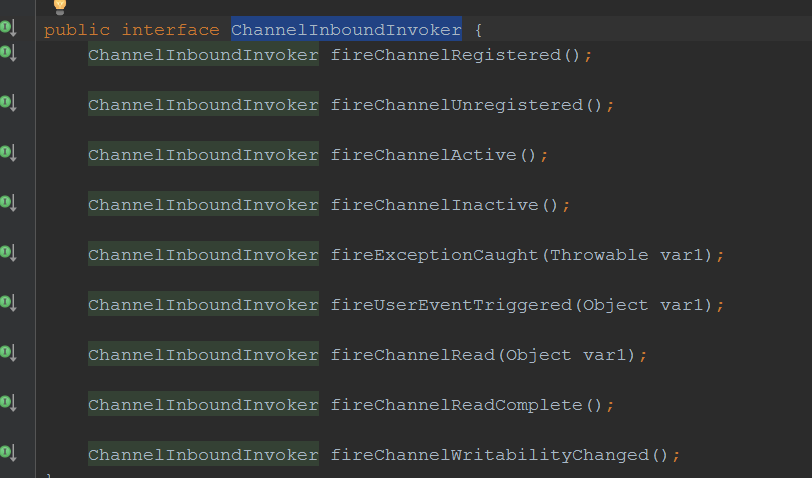 public interface ChannelInboundInvoker {
ChannelInboundInvoker fireChannelRegistered();
ChannelInboundInvoker fireChannelUnregistered();
ChannelInboundInvoker fireChannelActive();
ChannelInboundInvoker fireChannelInactive();
ChannelInboundInvoker fireExceptionCaught(Throwable var1);
ChannelInboundInvoker fireUserEventTriggered(Object var1);
ChannelInboundInvoker fireChannelRead(Object var1);
ChannelInboundInvoker fireChannelReadComplete();
ChannelInboundInvoker fireChannelWritabilityChanged();